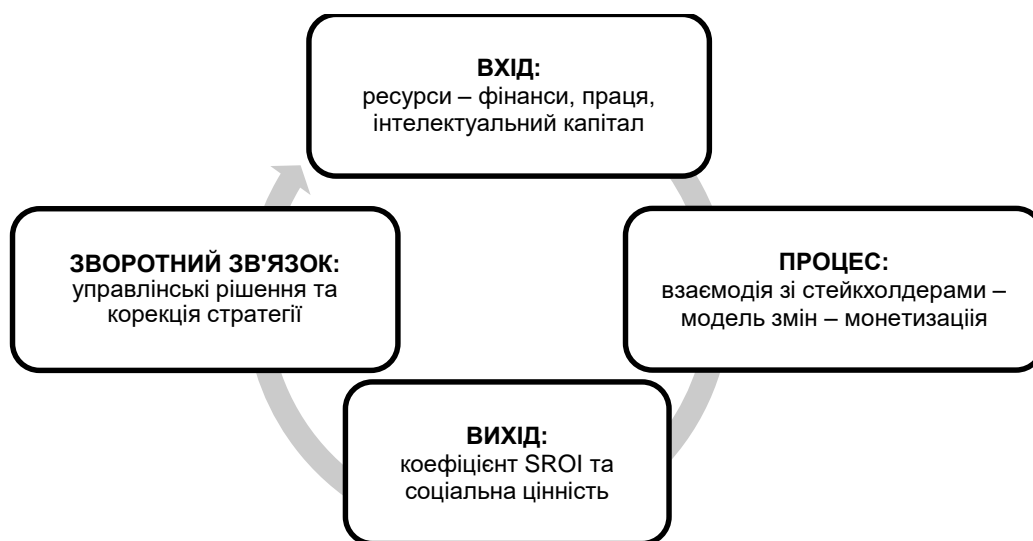 ВХІД:
ресурси – фінанси, праця,
інтелектуальний капітал
ПРОЦЕС:
взаємодія зі стейкхолдерами –
модель змін – монетизаціія
ВИХІД:
коефіцієнт SROI та
соціальна цінність
ЗВОРОТНИЙ ЗВ'ЯЗОК:
управлінські рішення та
корекція стратегії